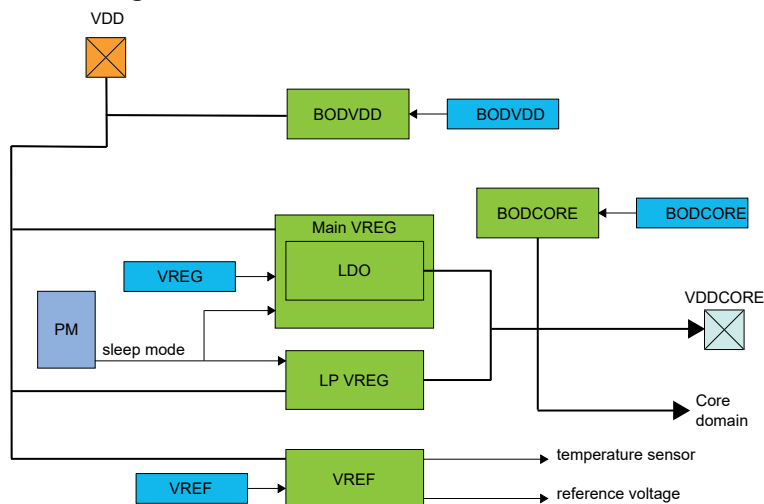 VDD
BODVDD
BODVDD
BODCORE
BODCORE
Main VREG
LDO
VREG
VDDCORE
PM
sleep mode
LP VREG
Core
domain
VREF
VREF
temperature sensor
reference voltage